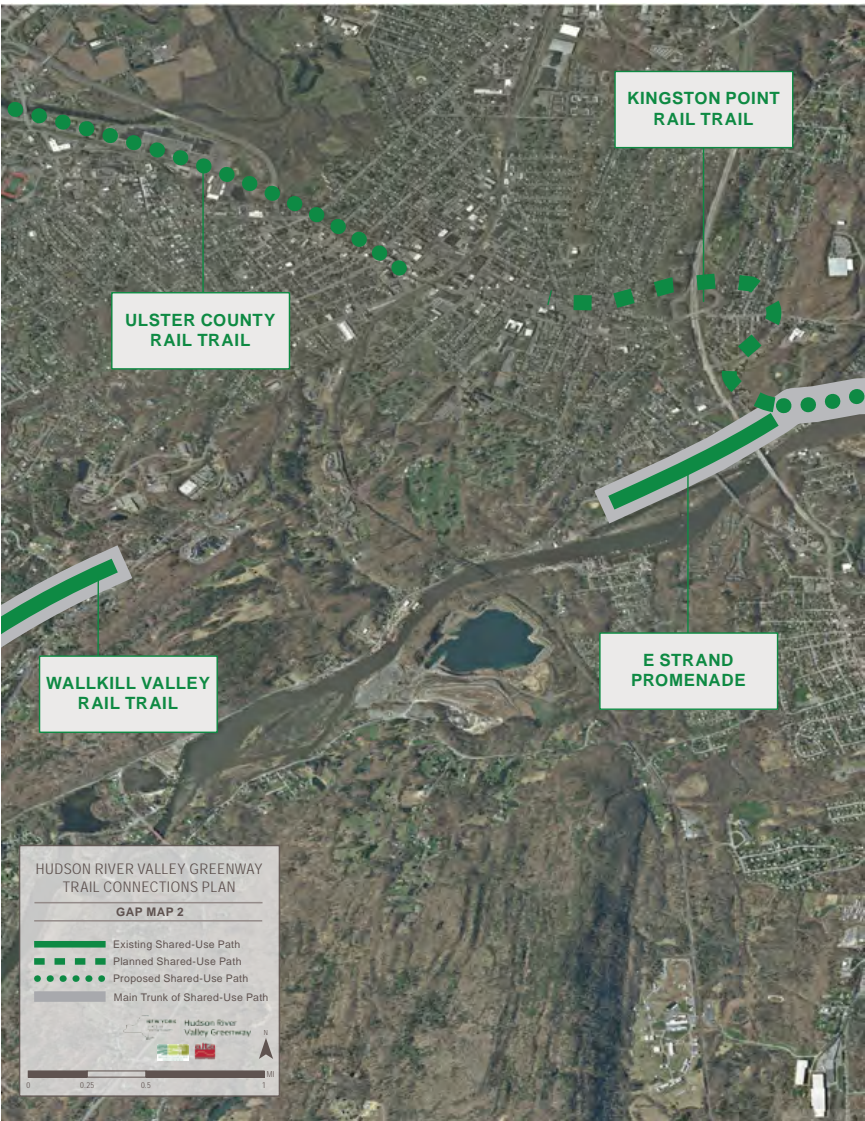 KINGSTON POINT
RAIL TRAIL
ULSTER COUNTY
RAIL TRAIL
E STRAND
PROMENADE
WALLKILL VALLEY
RAIL TRAIL
HUDSON RIVER VALLEY GREENWAY
TRAIL CONNECTIONS PLAN
GAP MAP 2
Existing Shared-Use Path
Planned Shared-Use Path
Proposed Shared-Use Path
Main Trunk of Shared-Use Path
NEW YORK
Hudson River
Valley Greenway
N
MI
0 0.25 0.5 1